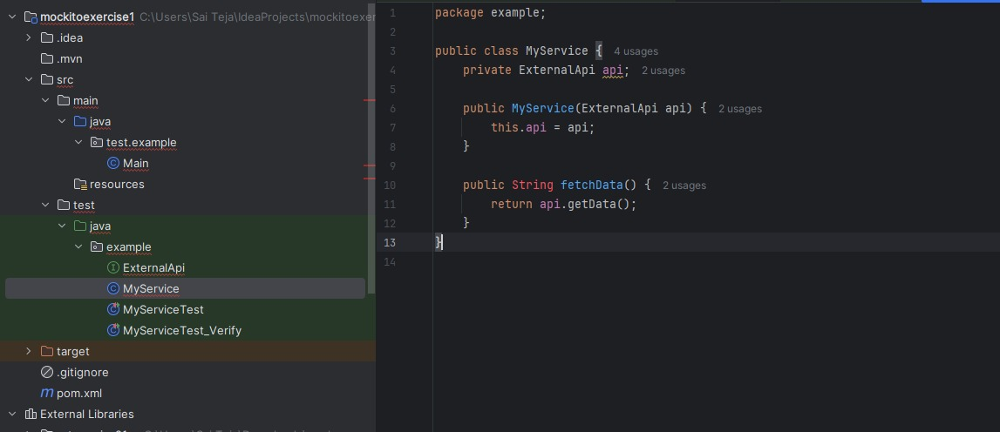 mockitoexercise1 C:\Users\Sai Teja\IdeaProjects\mockitoexer
.idea
.mvn
src
main
java
test.example
Main
resources
test
java
example
ExternalApi
MyService
MyServiceTest
MyServiceTest_Verify
target
.gitignore
pom.xml
External Libraries
1 package example;
2
3 public class MyService { 4 usages
4 private ExternalApi api; 2 usages
5
6 public MyService(ExternalApi api) { 2 usages
7 this.api = api;
8 }
9
10 public String fetchData() { 2 usages
11 return api.getData();
12 }
13 }
14